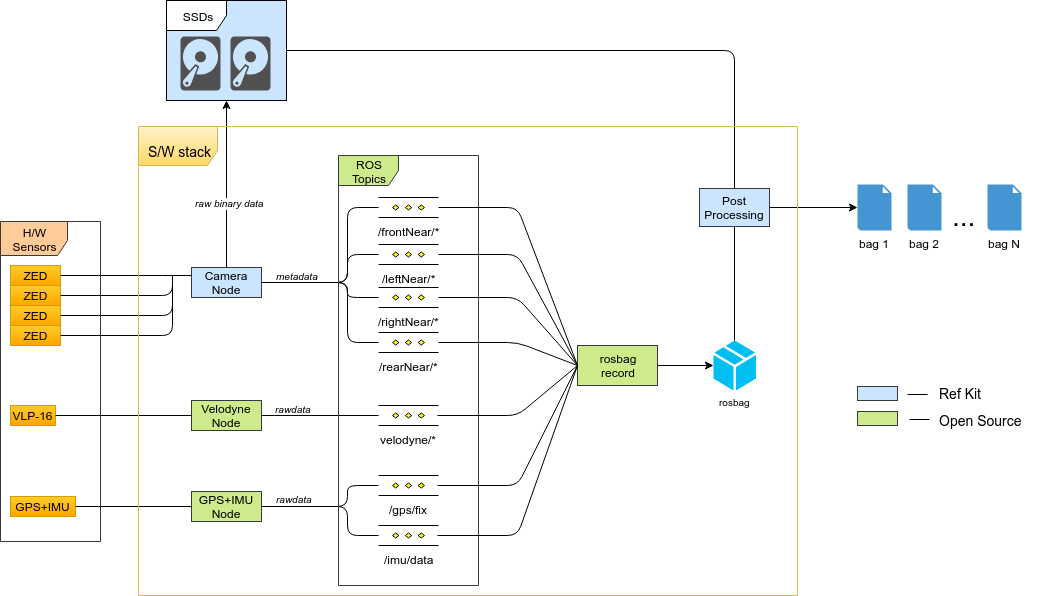 SSDs
S/W stack
ROS
Topics
raw binary data
H/W
Sensors
ZED
ZED
ZED
ZED
Camera
Node
metadata
/frontNear/*
/leftNear/*
/rightNear/*
/rearNear/*
Post
Processing
bag 1
bag 2
...
bag N
rosbag
record
rosbag
VLP-16
Velodyne
Node
rawdata
velodyne/*
GPS+IMU
GPS+IMU
Node
rawdata
/gps/fix
/imu/data
Ref Kit
Open Source